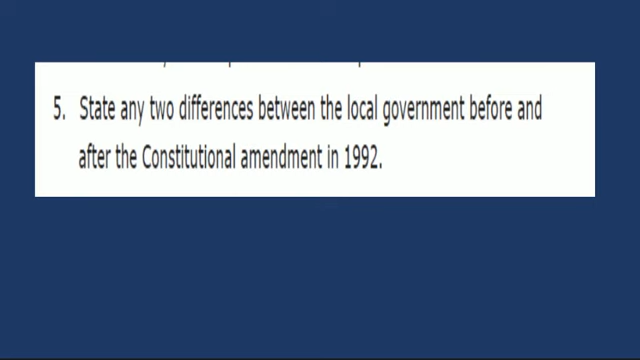 5. State any two differences between the local government before and
after the Constitutional amendment in 1992.